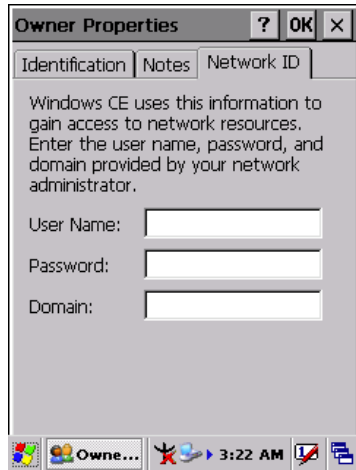 Owner Properties ? OK ×
Identification Notes Network ID
Windows CE uses this information to
gain access to network resources.
Enter the user name, password, and
domain provided by your network
administrator.
User Name:
Password:
Domain:
Owne... 3:22 AM